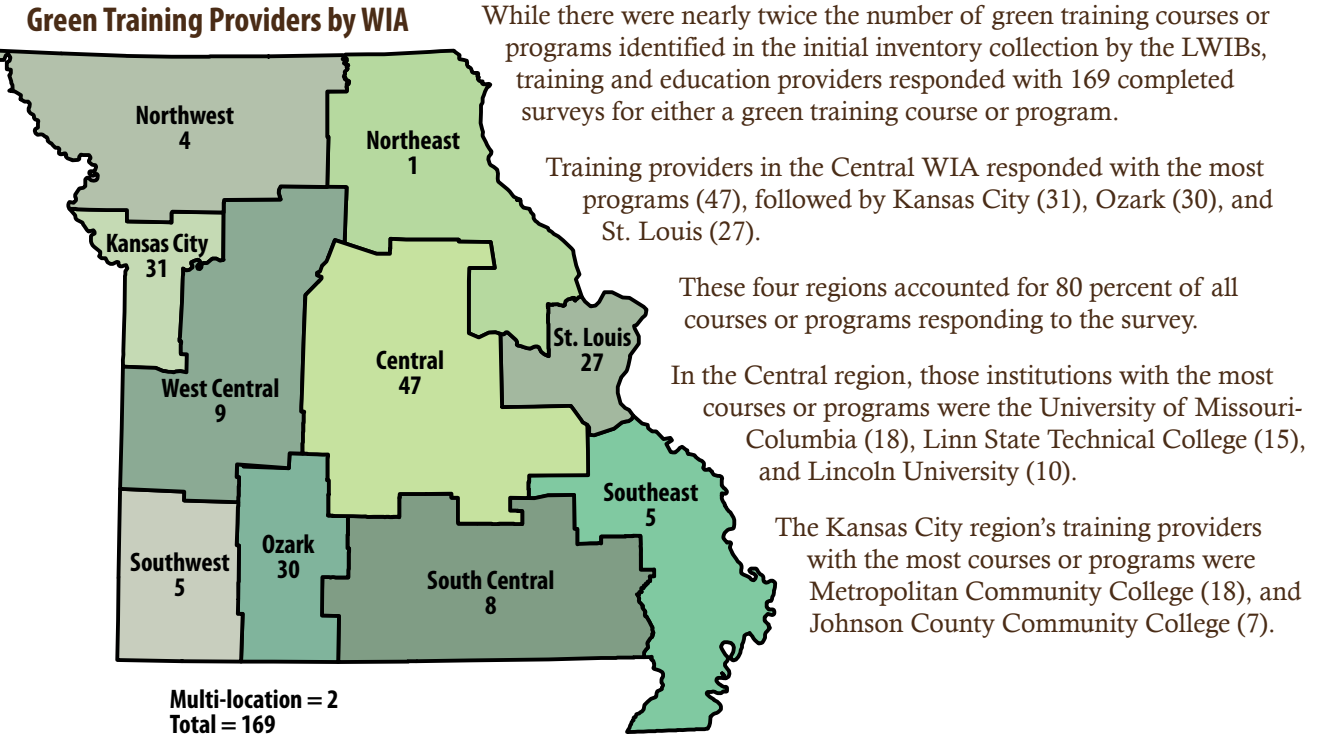 Green Training Providers by WIA
Northwest
4
Northeast
1
Kansas City
31
St. Louis
27
Central
47
West Central
9
Southeast
5
Ozark
30
Southwest
5
South Central
8
Multi-location = 2
Total = 169
While there were nearly twice the number of green training courses or
programs identified in the initial inventory collection by the LWIBs,
training and education providers responded with 169 completed
surveys for either a green training course or program.
Training providers in the Central WIA responded with the most
programs (47), followed by Kansas City (31), Ozark (30), and
St. Louis (27).
These four regions accounted for 80 percent of all
courses or programs responding to the survey.
In the Central region, those institutions with the most
courses or programs were the University of Missouri-
Columbia (18), Linn State Technical College (15),
and Lincoln University (10).
The Kansas City region’s training providers
with the most courses or programs were
Metropolitan Community College (18), and
Johnson County Community College (7).